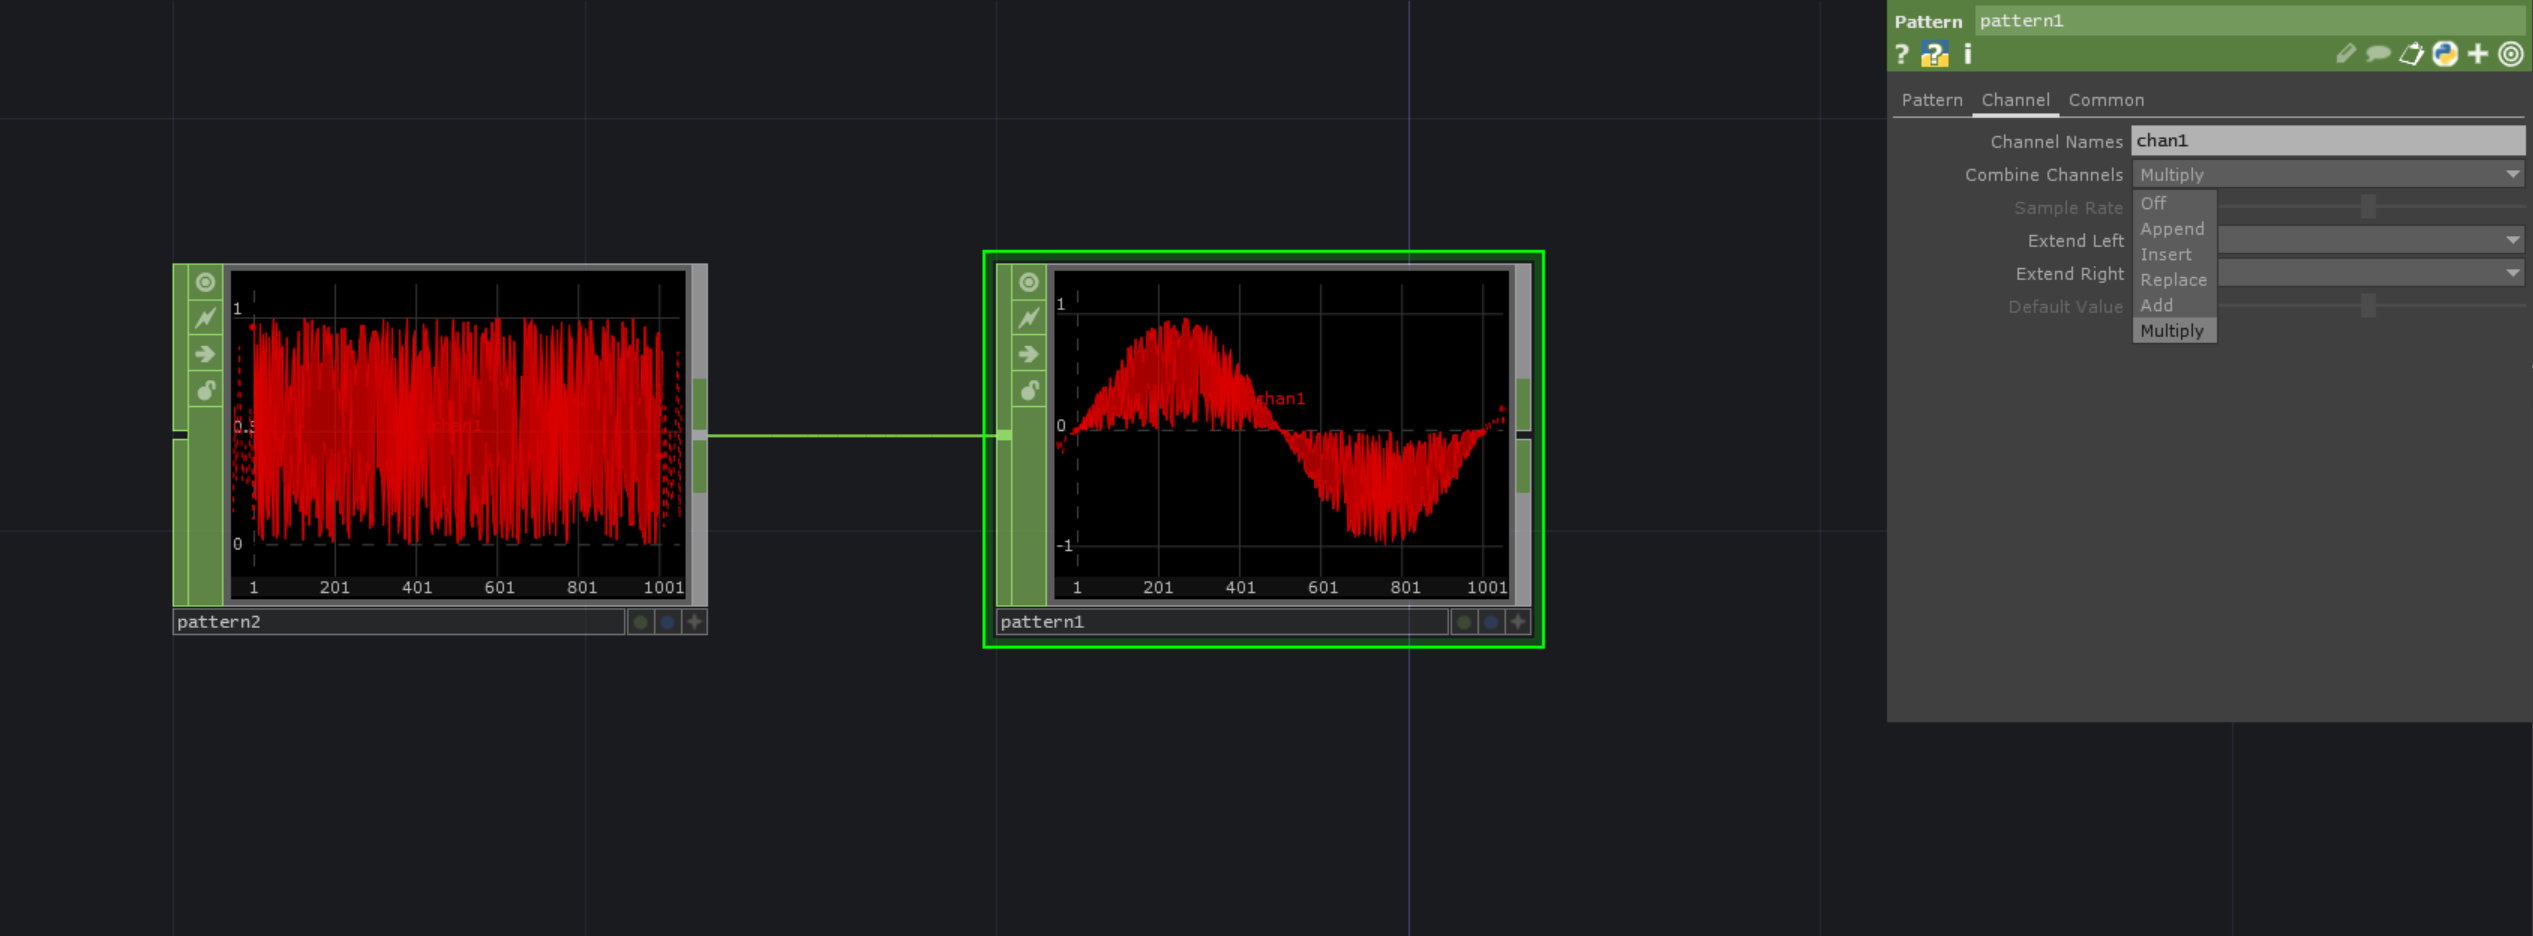 Pattern pattern1
? ? i
Pattern Channel Common
Channel Names chan1
Combine Channels Multiply
Off
Sample Rate
Append
Extend Left
Insert
Extend Right
Replace
Default Value
Add
Multiply
1
0
chan1
1 201 401 601 801 1001
pattern2
1
chan1
0
-1
1 201 401 601 801 1001
pattern1